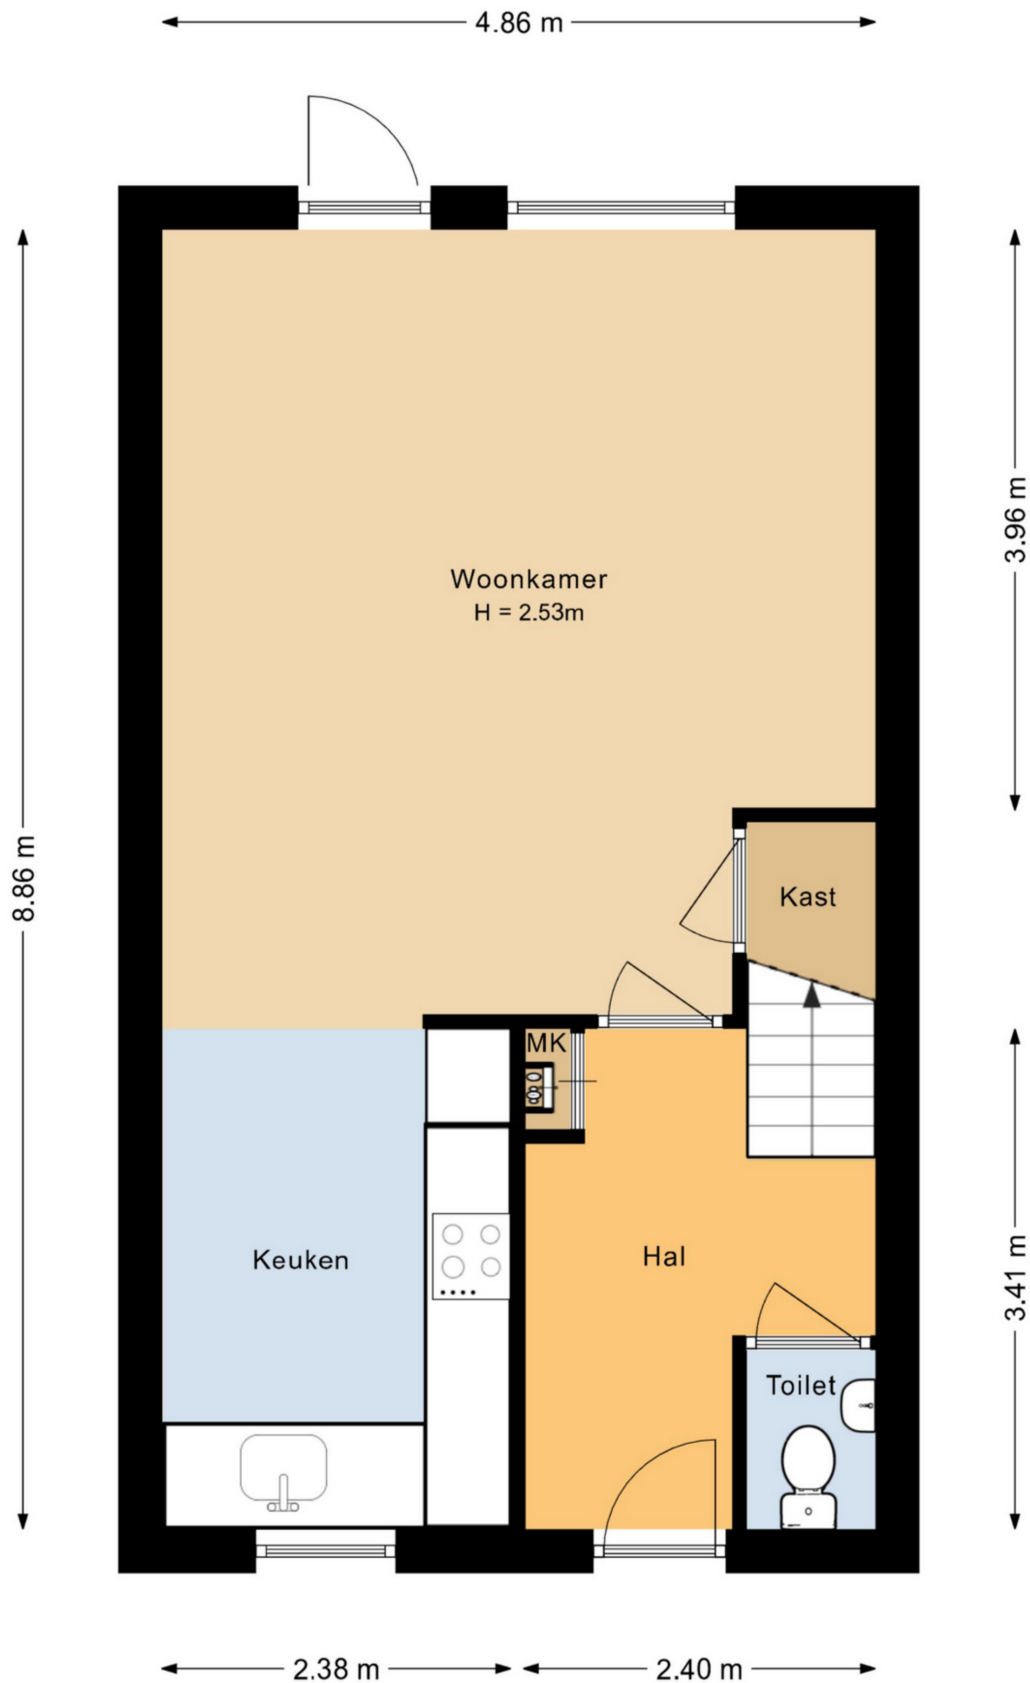 4.86 m
Woonkamer
H = 2.53m
3.96 m
8.86 m
Kast
MK
Keuken
Hal
3.41 m
Toilet
2.38 m
2.40 m